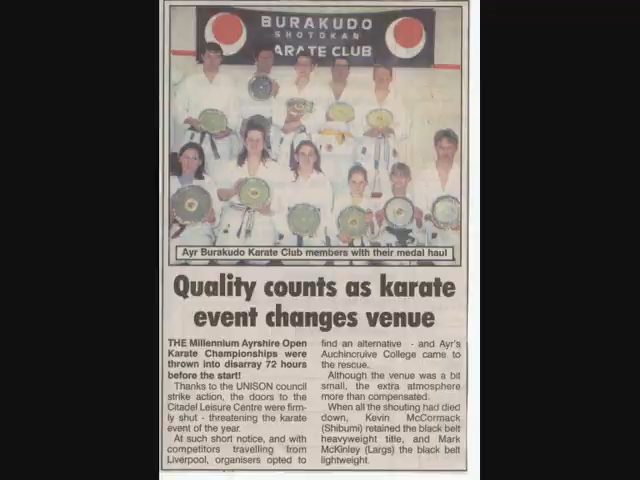 BURAKUDO
SHOTOKAN
ARATE CLUB
Ayr Burakudo Karate Club members with their medal haul
Quality counts as karate
event changes venue
THE Millennium Ayrshire Open
Karate Championships were
thrown into disarray 72 hours
before the start!
Thanks to the UNISON council
strike action, the doors to the
Citadel Leisure Centre were firm-
ly shut - threatening the karate
event of the year.
At such short notice, and with
competitors travelling from
Liverpool, organisers opted to
find an alternative - and Ayr's
Auchincruive College came to
the rescue.
Although the venue was a bit
small, the extra atmosphere
more than compensated.
When all the shouting had died
down, Kevin McCormack
(Shibumi) retained the black belt
heavyweight title, and Mark
McKinley (Largs) the black belt
lightweight.